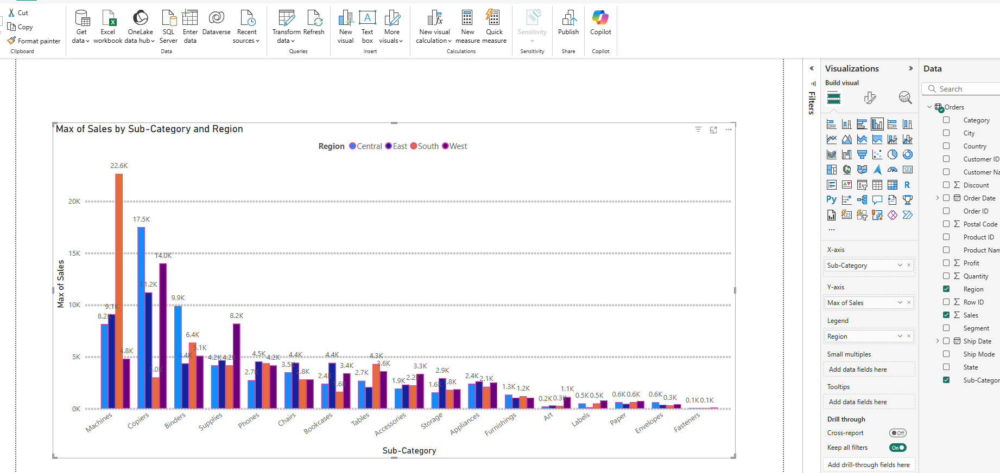 Cut
Copy
Format painter
Clipboard
Get data
Excel workbook
OneLake data hub
SQL Server
Enter data
Dataverse
Recent sources
Data
Transform data
Refresh
Queries
New visual
Text box
More visuals
Insert
New visual calculation
New measure
Quick measure
Calculations
Sensitivity
Sensitivity
Publish
Share
Copilot
Copilot
Max of Sales by Sub-Category and Region
Region Central East South West
Max of Sales
20K
15K
10K
5K
0K
8.2K 9.1K 22.6K 4.8K
17.5K 11.2K 3.0K 14.0K
9.9K 4.4K 6.4K 5.1K
4.2K 4.2K 8.2K
2.7K 4.5K 4.2K
3.5K 4.4K
2.4K 4.4K 3.4K
2.7K 4.3K 3.6K
1.9K 2.2K 3.3K
1.6K 2.9K
2.4K 2.1K
1.3K 1.2K
0.2K 0.3K 1.1K
0.5K 0.5K
0.6K 0.6K
0.6K 0.3K
0.1K 0.1K
Machines Copiers Binders Supplies Phones Chairs Bookcases Tables Accessories Storage Appliances Furnishings Art Labels Paper Envelopes Fasteners
Sub-Category
Filters
Visualizations
Build visual
123
R
Py
123
X-axis
Sub-Category
Y-axis
Max of Sales
Legend
Region
Small multiples
Add data fields here
Tooltips
Add data fields here
Drill through
Cross-report Off
Keep all filters On
Add drill-through fields here
Data
Search
Orders
Category
City
Country
Customer ID
Customer Na
Discount
Order Date
Order ID
Postal Code
Product ID
Product Nam
Profit
Quantity
Region
Row ID
Sales
Segment
Ship Date
Ship Mode
State
Sub-Categor